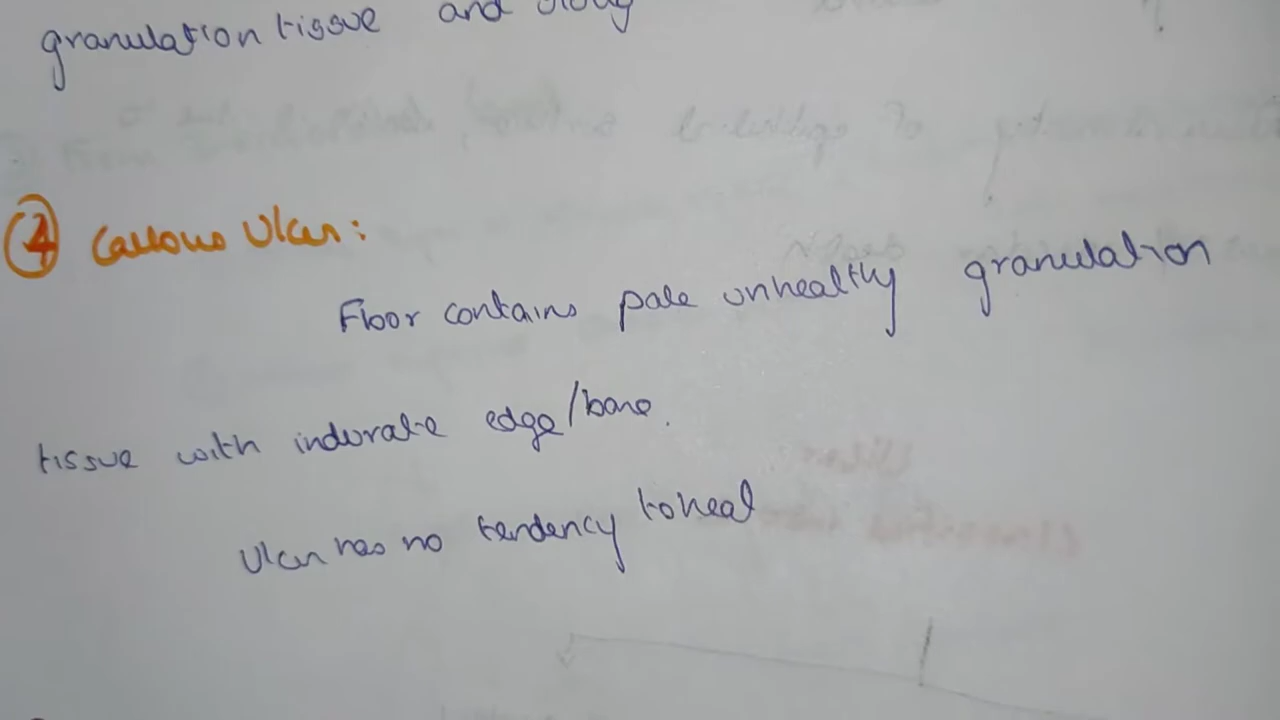 granulation tissue and
④ Callous Ulcer:
Floor contains pale unhealthy granulation
tissue with indurate edge/base.
Ulcer has no tendency to heal